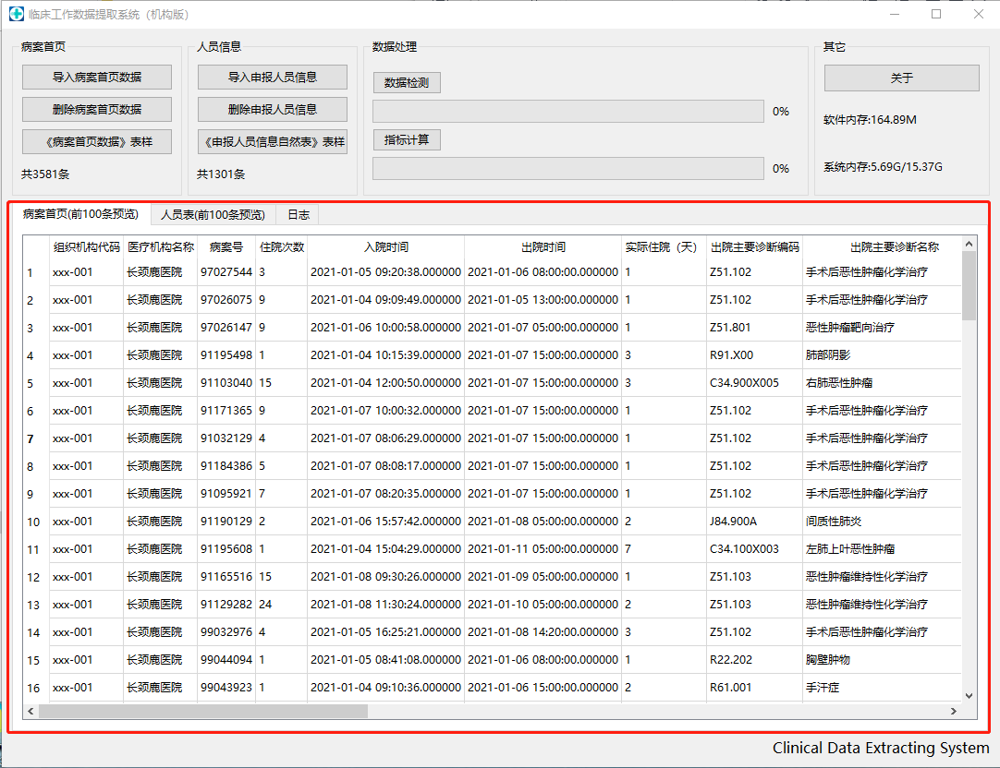 临床工作数据提取系统（机构版）
病案首页 人员信息 数据处理 其它
导入病案首页数据 导入申报人员信息 数据检测 关于
删除病案首页数据 删除申报人员信息 0% 软件内存:164.89M
《病案首页数据》表样 《申报人员信息自然表》表样 指标计算
共3581条 共1301条 0% 系统内存:5.69G/15.37G
病案首页(前100条预览) 人员表(前100条预览) 日志
组织机构代码 医疗机构名称 病案号 住院次数 入院时间 出院时间 实际住院（天） 出院主要诊断编码 出院主要诊断名称
1 xxx-001 长颈鹿医院 97027544 3 2021-01-05 09:20:38.000000 2021-01-06 08:00:00.000000 1 Z51.102 手术后恶性肿瘤化学治疗
2 xxx-001 长颈鹿医院 97026075 9 2021-01-04 09:09:49.000000 2021-01-05 13:00:00.000000 1 Z51.102 手术后恶性肿瘤化学治疗
3 xxx-001 长颈鹿医院 97026147 9 2021-01-06 10:00:58.000000 2021-01-07 05:00:00.000000 1 Z51.801 恶性肿瘤靶向治疗
4 xxx-001 长颈鹿医院 91195498 1 2021-01-04 10:15:39.000000 2021-01-07 15:00:00.000000 3 R91.X00 肺部阴影
5 xxx-001 长颈鹿医院 91103040 15 2021-01-04 12:00:50.000000 2021-01-07 15:00:00.000000 3 C34.900X005 右肺恶性肿瘤
6 xxx-001 长颈鹿医院 91171365 9 2021-01-07 10:00:32.000000 2021-01-07 15:00:00.000000 1 Z51.102 手术后恶性肿瘤化学治疗
7 xxx-001 长颈鹿医院 91032129 4 2021-01-07 08:06:29.000000 2021-01-07 15:00:00.000000 1 Z51.102 手术后恶性肿瘤化学治疗
8 xxx-001 长颈鹿医院 91184386 5 2021-01-07 08:08:17.000000 2021-01-07 15:00:00.000000 1 Z51.102 手术后恶性肿瘤化学治疗
9 xxx-001 长颈鹿医院 91095921 7 2021-01-07 08:20:35.000000 2021-01-07 15:00:00.000000 1 Z51.102 手术后恶性肿瘤化学治疗
10 xxx-001 长颈鹿医院 91190129 2 2021-01-06 15:57:42.000000 2021-01-08 05:00:00.000000 2 J84.900A 间质性肺炎
11 xxx-001 长颈鹿医院 91195608 1 2021-01-04 15:04:29.000000 2021-01-11 05:00:00.000000 7 C34.100X003 左肺上叶恶性肿瘤
12 xxx-001 长颈鹿医院 91165516 15 2021-01-08 09:30:26.000000 2021-01-09 05:00:00.000000 1 Z51.103 恶性肿瘤维持性化学治疗
13 xxx-001 长颈鹿医院 91129282 24 2021-01-08 11:30:24.000000 2021-01-10 05:00:00.000000 2 Z51.103 恶性肿瘤维持性化学治疗
14 xxx-001 长颈鹿医院 99032976 4 2021-01-05 16:25:21.000000 2021-01-08 14:20:00.000000 3 Z51.102 手术后恶性肿瘤化学治疗
15 xxx-001 长颈鹿医院 99044094 1 2021-01-05 08:41:08.000000 2021-01-06 08:00:00.000000 1 R22.202 胸壁肿物
16 xxx-001 长颈鹿医院 99043923 1 2021-01-04 09:10:36.000000 2021-01-06 15:00:00.000000 2 R61.001 手汗症
Clinical Data Extracting System